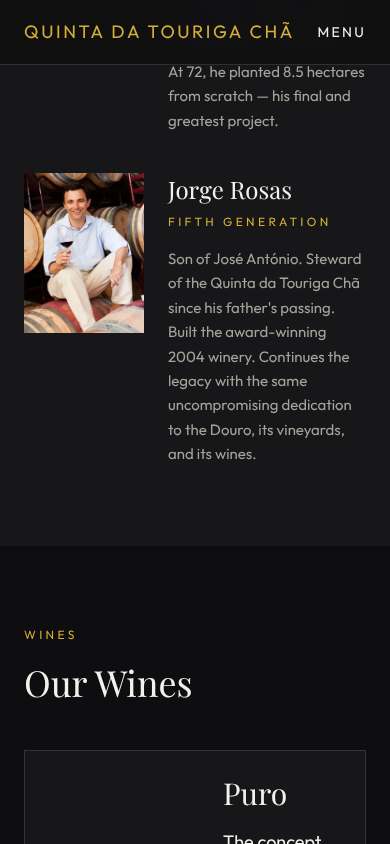 QUINTA DA TOURIGA CHÃ
MENU
At 72, he planted 8.5 hectares
from scratch — his final and
greatest project.
Jorge Rosas
FIFTH GENERATION
Son of José António. Steward
of the Quinta da Touriga Chã
since his father's passing.
Built the award-winning
2004 winery. Continues the
legacy with the same
uncompromising dedication
to the Douro, its vineyards,
and its wines.
WINES
Our Wines
Puro
The concept